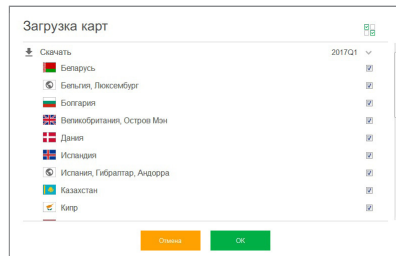 Загрузка карт
Скачать 2017Q1
Беларусь
Бельгия, Люксембург
Болгария
Великобритания, Остров Мэн
Дания
Исландия
Испания, Гибралтар, Андорра
Казахстан
Кипр
Отмена OK